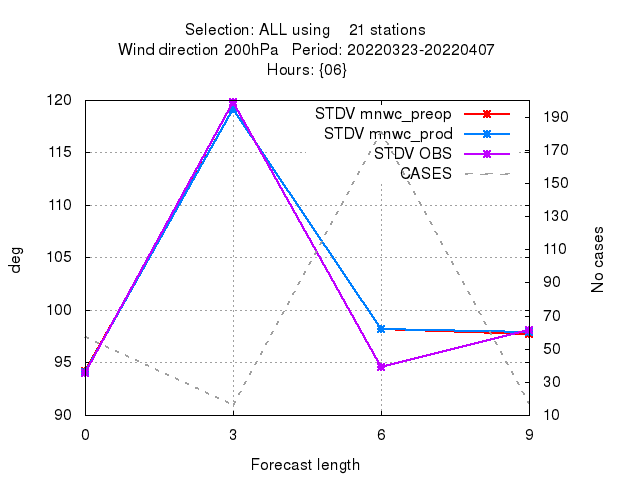 Selection: ALL using    21 stations
Wind direction 200hPa   Period: 20220323-20220407
Hours: {06}
STDV mnwc_preop
STDV mnwc_prod
STDV OBS
CASES
120
115
110
105
100
95
90
deg
190
170
150
130
110
90
70
50
30
10
No cases
0 3 6 9
Forecast length